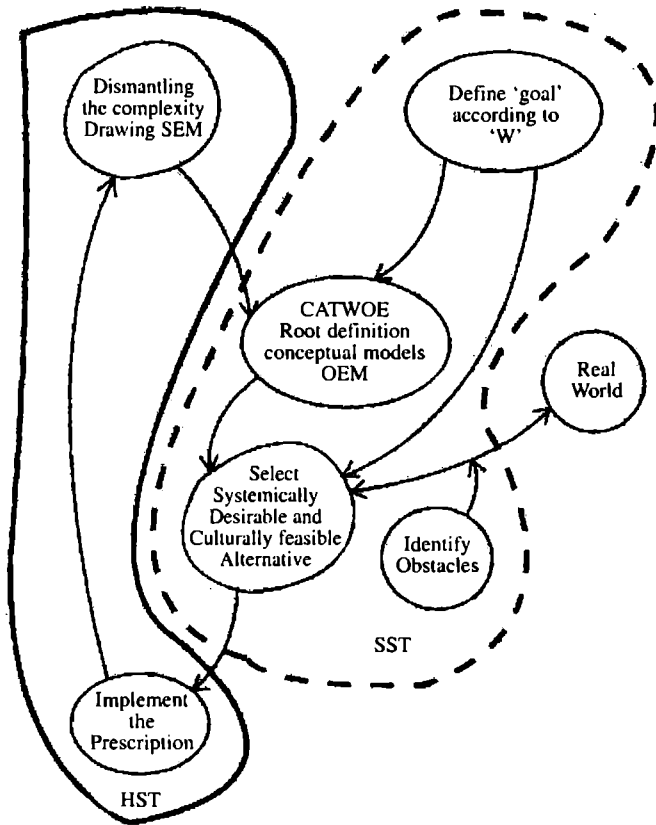 Dismantling
the complexity
Drawing SEM
Define ‘goal’
according to
‘W’
CATWOE
Root definition
conceptual models
OEM
Real
World
Select
Systemically
Desirable and
Culturally feasible
Alternative
Identify
Obstacles
SST
Implement
the
Prescription
HST